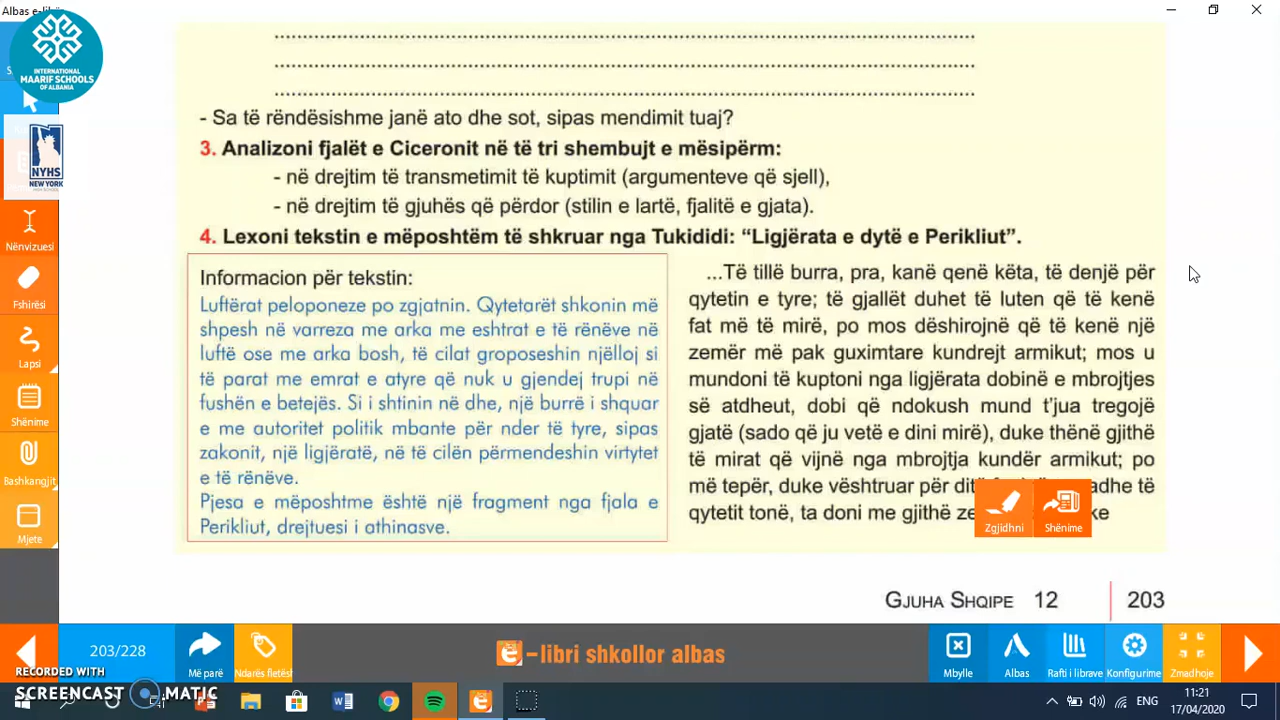 Albas e-libër
INTERNATIONAL
MAARIF SCHOOLS
OF ALBANIA
NYHS
NEW YORK
Nënvizuesi
Fshirësi
Lapsi
Shënime
Bashkangjit
Mjete
- Sa të rëndësishme janë ato dhe sot, sipas mendimit tuaj?
3. Analizoni fjalët e Ciceronit në të tri shembujt e mësipërm:
- në drejtim të transmetimit të kuptimit (argumenteve që sjell),
- në drejtim të gjuhës që përdor (stilin e lartë, fjalitë e gjata).
4. Lexoni tekstin e mëposhtëm të shkruar nga Tukididi: “Ligjërata e dytë e Perikliut”.
Informacion për tekstin:
Luftërat peloponeze po zgjatnin. Qytetarët shkonin më
shpesh në varreza me arka me eshtrat e të rënëve në
luftë ose me arka bosh, të cilat groposeshin njëlloj si
të parat me emrat e atyre që nuk u gjendej trupi në
fushën e betejës. Si i shtinin në dhe, një burrë i shquar
e me autoritet politik mbante për nder të tyre, sipas
zakonit, një ligjëratë, në të cilën përmendeshin virtytet
e të rënëve.
Pjesa e mëposhtme është një fragment nga fjala e
Perikliut, drejtuesi i athinasve.
...Të tillë burra, pra, kanë qenë këta, të denjë për
qytetin e tyre; të gjallët duhet të luten që të kenë
fat më të mirë, po mos dëshirojnë që të kenë një
zemër më pak guximtare kundrejt armikut; mos u
mundoni të kuptoni nga ligjërata dobinë e mbrojtjes
së atdheut, dobi që ndokush mund t’jua tregojë
gjatë (sado që ju vetë e dini mirë), duke thënë gjithë
të mirat që vijnë nga mbrojtja kundër armikut; po
më tepër, duke vështruar për ditë adhe të
qytetit tonë, ta doni me gjithë ke
Zgjidhni
Shënime
GJUHA SHQIPE 12 203
203/228
Më parë
Ndarës fletësh
e-libri shkollor albas
Mbylle
Albas
Rafti i librave
Konfigurime
Zmadhoje
RECORDED WITH
SCREENCAST MATIC
ENG
11:21
17/04/2020